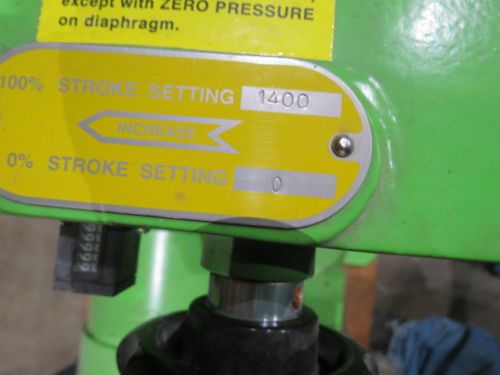 except with ZERO PRESSURE
on diaphragm.
100% STROKE SETTING 1400
INCREASE
0% STROKE SETTING 0